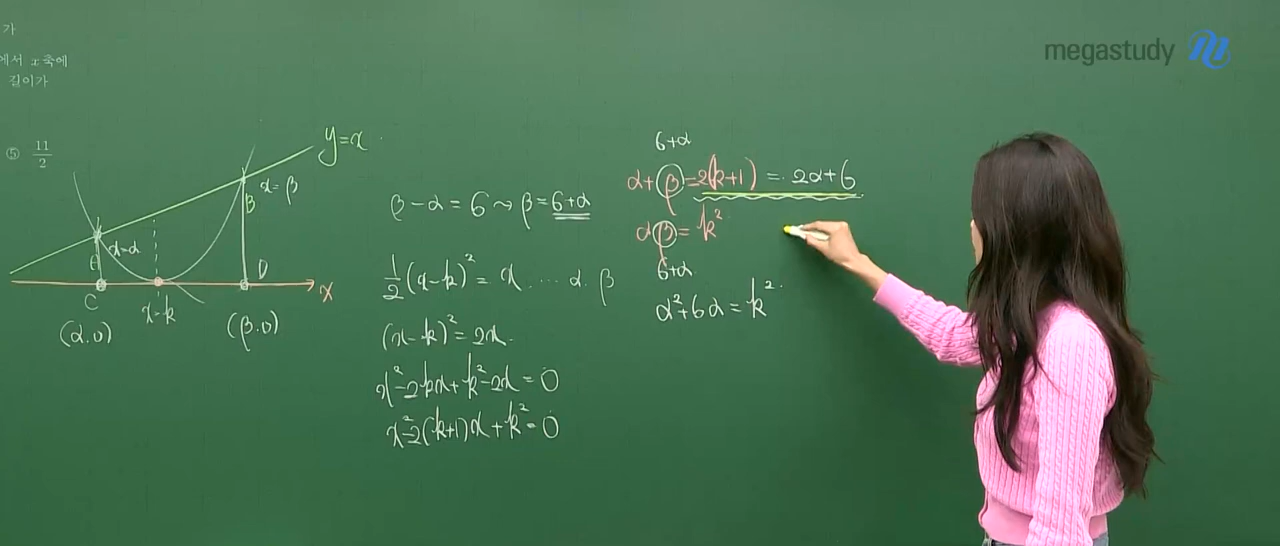 가
에서 x축에
길이가
⑤ 11/2
megastudy
y=x
x=β
B
x=α
A
C
D
x
x=k
(α.0)
(β.0)
β-α=6 ~> β=6+α
1/2(x-k)²=x .... α.β
(x-k)²=2x.
x²-2kx+k²-2x=0
x²-2(k+1)x+k²=0
6+α
α+β=2(k+1)=2α+6
αβ=k²
6+α
α²+6α=k²